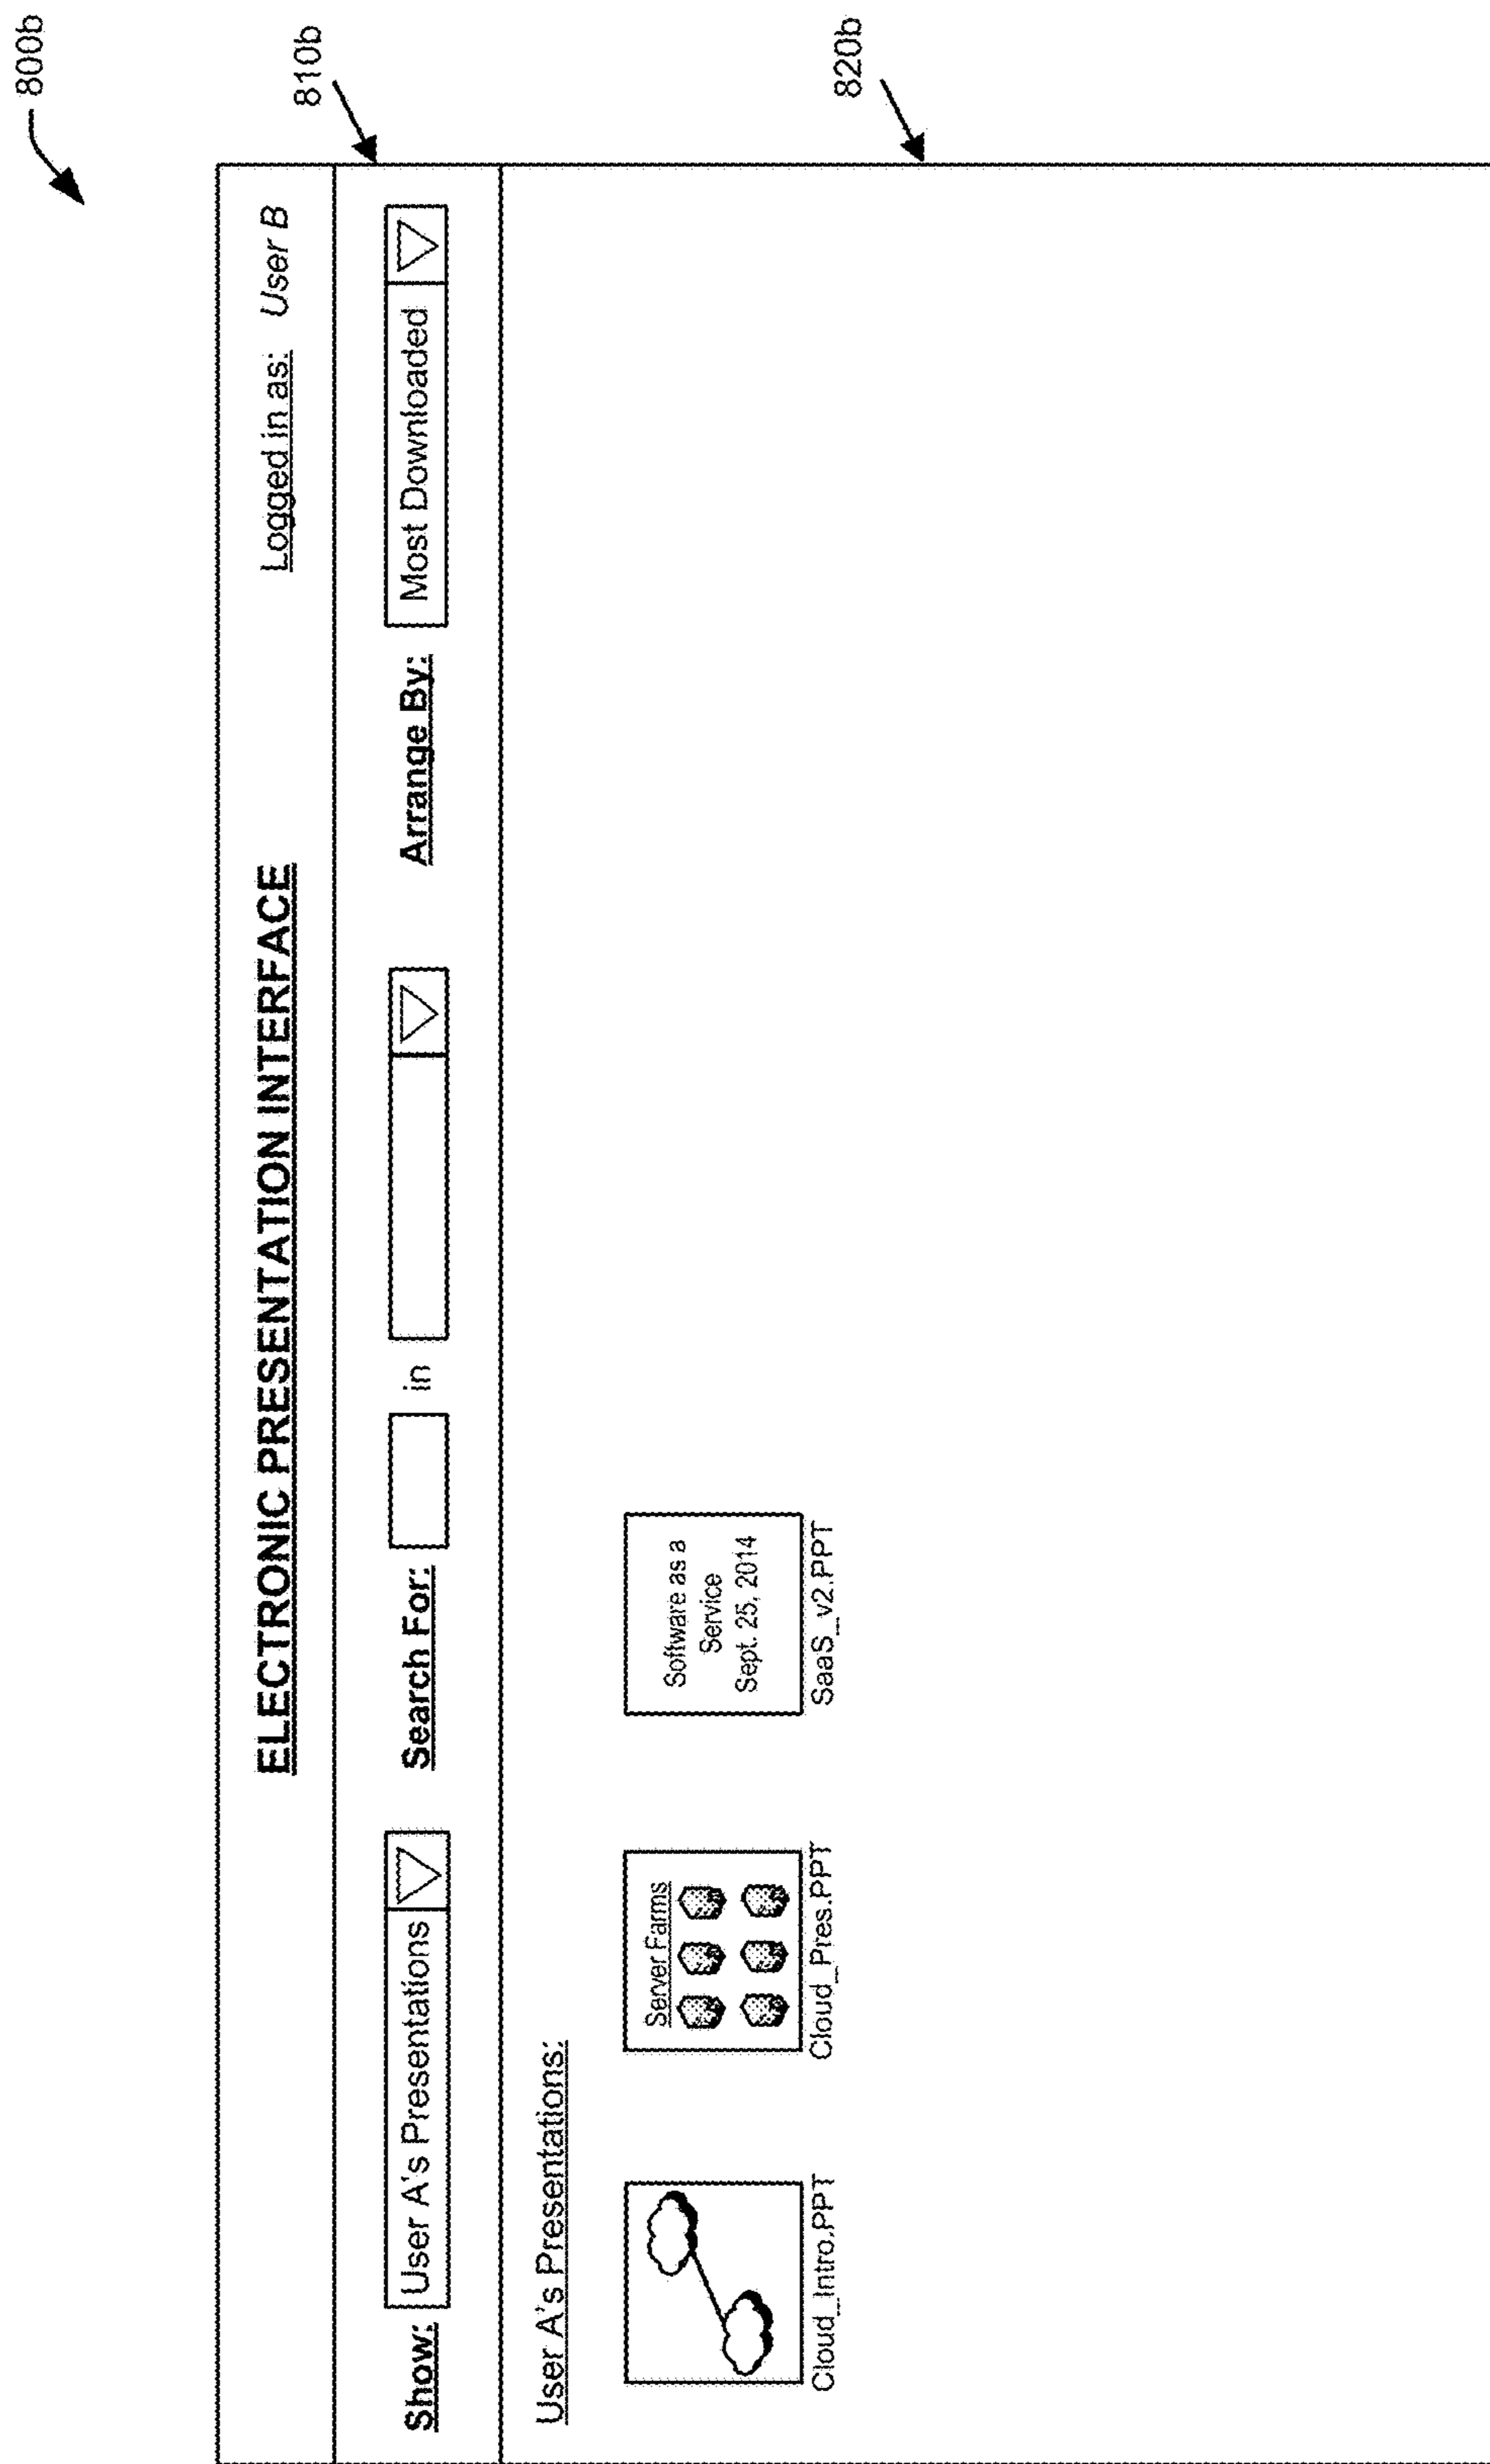 800b
ELECTRONIC PRESENTATION INTERFACE
Logged in as: User B
810b
Show: User A's Presentations Search For: in Arrange By: Most Downloaded
User A's Presentations:
820b
Server Farms
Software as a
Service
Sept. 25, 2014
Cloud_Intro.PPT Cloud_Pres.PPT SaaS_v2.PPT